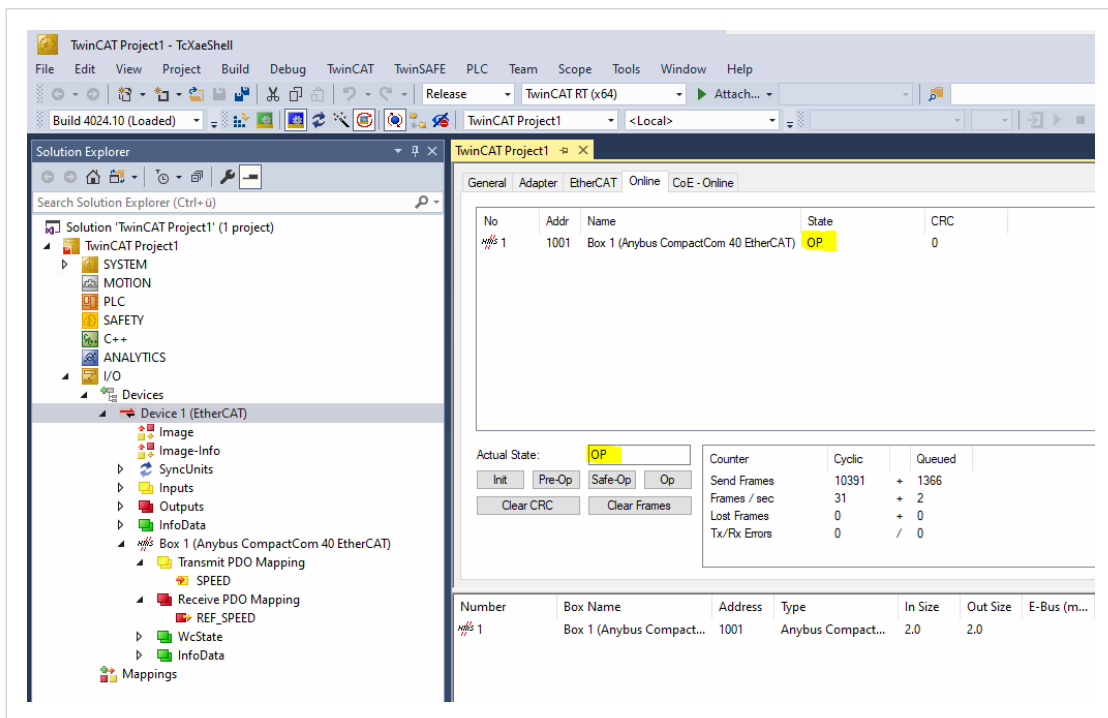 TwinCAT Project1 - TcXaeShell
File Edit View Project Build Debug TwinCAT TwinSAFE PLC Team Scope Tools Window Help
Release TwinCAT RT (x64) Attach...
Build 4024.10 (Loaded) TwinCAT Project1 <Local>
Solution Explorer
Search Solution Explorer (Ctrl+ü)
Solution 'TwinCAT Project1' (1 project)
TwinCAT Project1
SYSTEM
MOTION
PLC
SAFETY
C++
ANALYTICS
I/O
Devices
Device 1 (EtherCAT)
Image
Image-Info
SyncUnits
Inputs
Outputs
InfoData
Box 1 (Anybus CompactCom 40 EtherCAT)
Transmit PDO Mapping
SPEED
Receive PDO Mapping
REF_SPEED
WcState
InfoData
Mappings
TwinCAT Project1
General Adapter EtherCAT Online CoE - Online
No Addr Name State CRC
1 1001 Box 1 (Anybus CompactCom 40 EtherCAT) OP 0
Actual State: OP
Init Pre-Op Safe-Op Op
Clear CRC Clear Frames
Counter Cyclic Queued
Send Frames 10391 + 1366
Frames / sec 31 + 2
Lost Frames 0 + 0
Tx/Rx Errors 0 / 0
Number Box Name Address Type In Size Out Size E-Bus (m...
1 Box 1 (Anybus Compact... 1001 Anybus Compact... 2.0 2.0